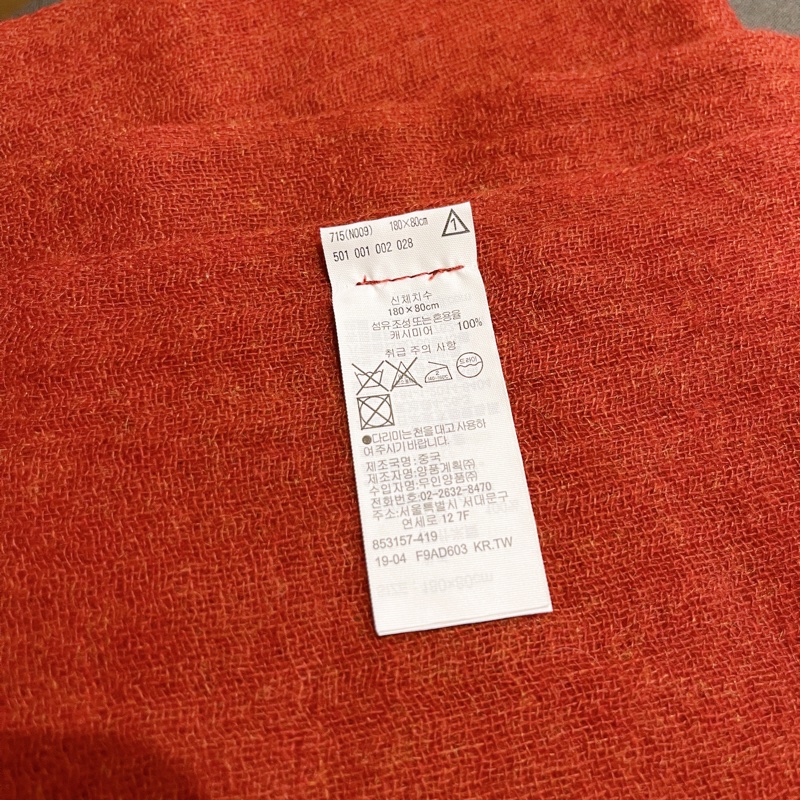 715(N009) 180×80cm
1
501 001 002 028
신체치수
180×80cm
섬유조성 또는 혼용율
캐시미어 100%
취급 주의 사항
드라이
●다리미는 천을 대고 사용하
여 주시기 바랍니다.
제조국명:중국
제조자명:양품계획㈜
수입자명:무인양품㈜
전화번호:02-2632-8470
주소:서울특별시 서대문구
연세로 12 7F
853157-419
19-04 F9AD603 KR.TW